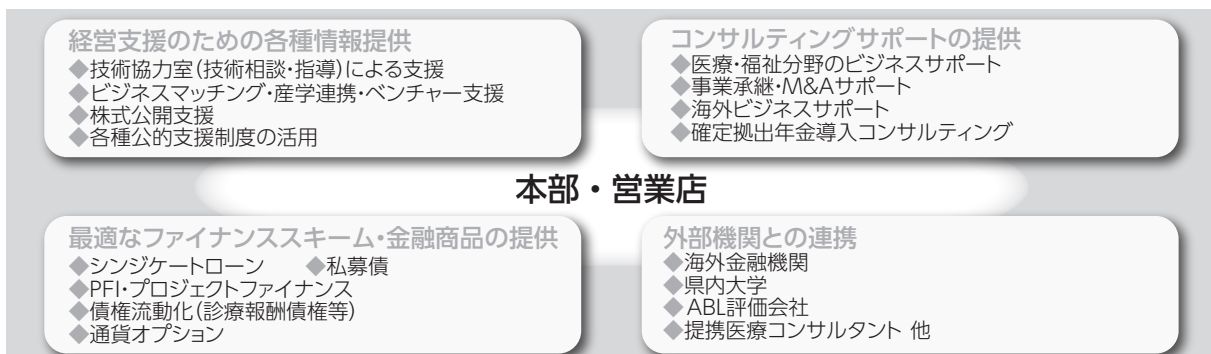 経営支援のための各種情報提供
◆技術協力室(技術相談・指導)による支援
◆ビジネスマッチング・産学連携・ベンチャー支援
◆株式公開支援
◆各種公的支援制度の活用
コンサルティングサポートの提供
◆医療・福祉分野のビジネスサポート
◆事業承継・M&Aサポート
◆海外ビジネスサポート
◆確定拠出年金導入コンサルティング
本部・営業店
最適なファイナンススキーム・金融商品の提供
◆シンジケートローン ◆私募債
◆PFI・プロジェクトファイナンス
◆債権流動化(診療報酬債権等)
◆通貨オプション
外部機関との連携
◆海外金融機関
◆県内大学
◆ABL評価会社
◆提携医療コンサルタント 他